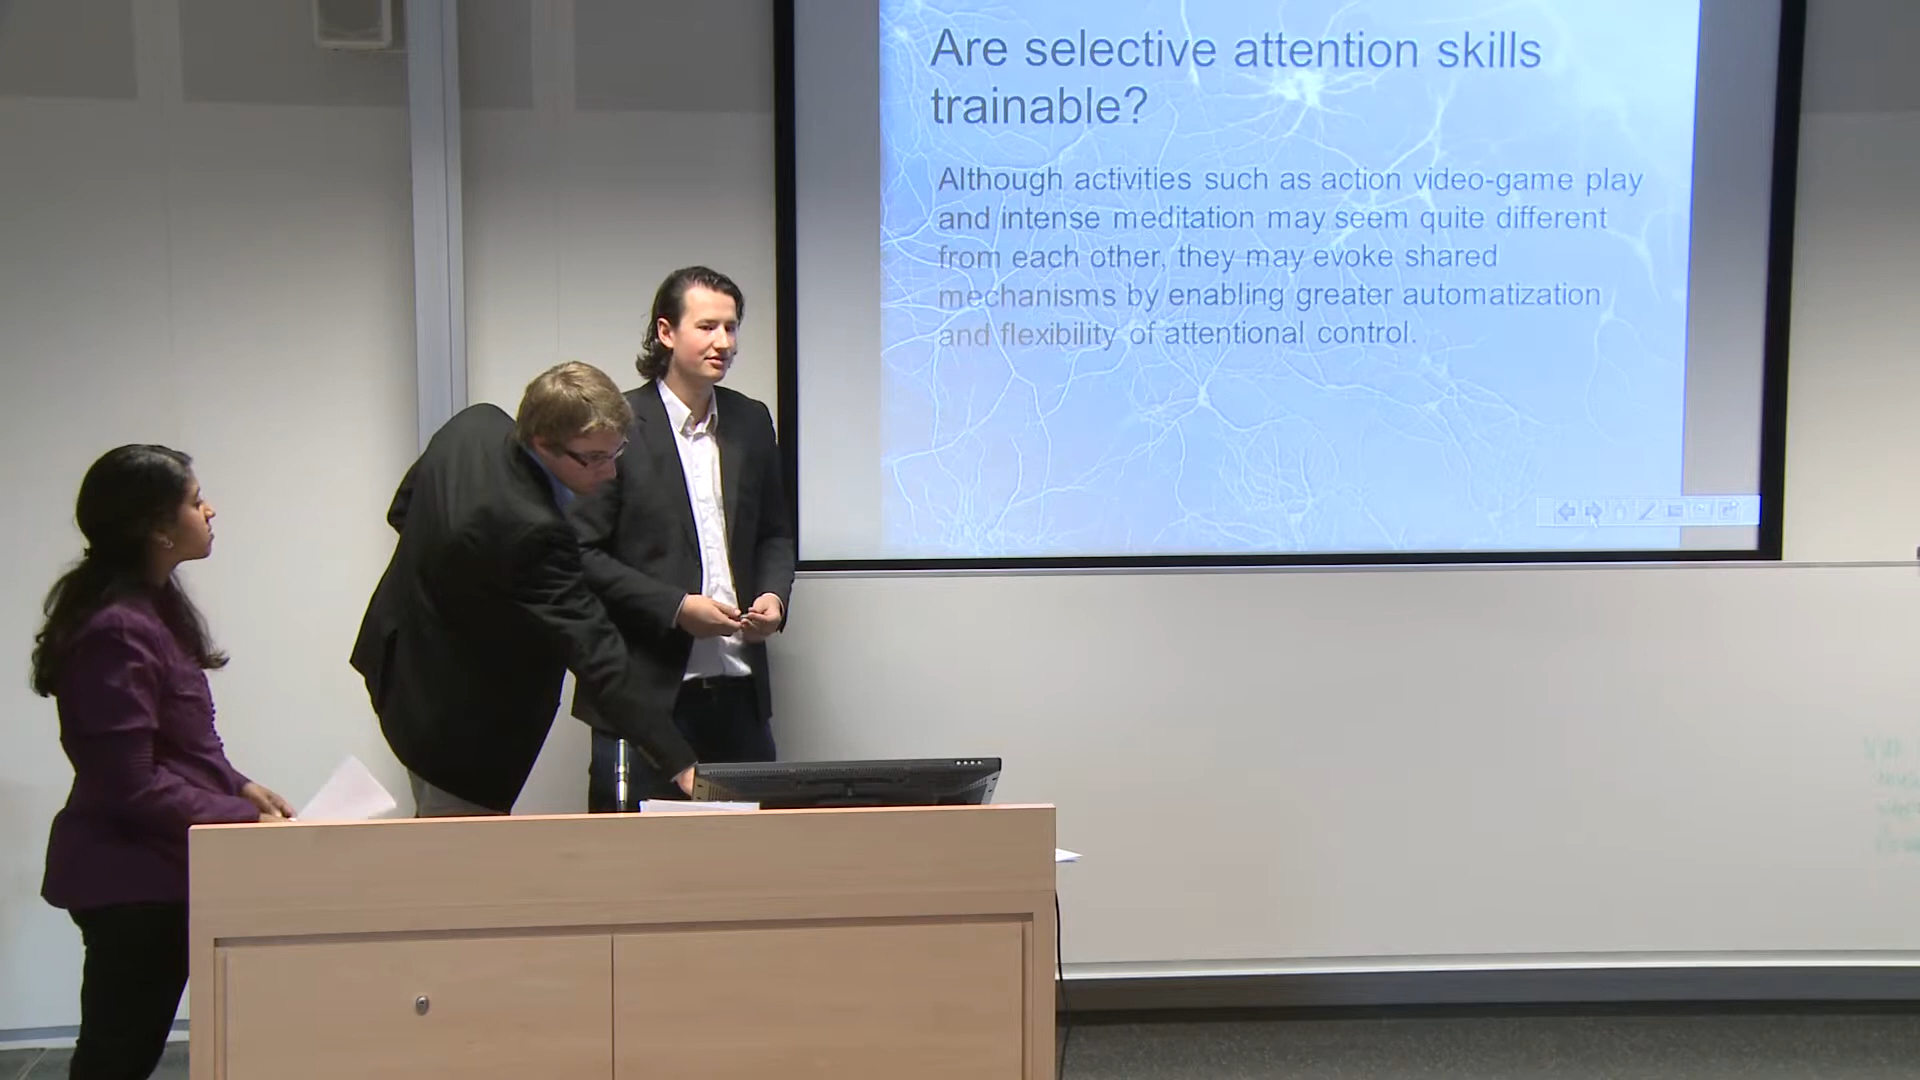 Are selective attention skills
trainable?
Although activities such as action video-game play
and intense meditation may seem quite different
from each other, they may evoke shared
mechanisms by enabling greater automatization
and flexibility of attentional control.